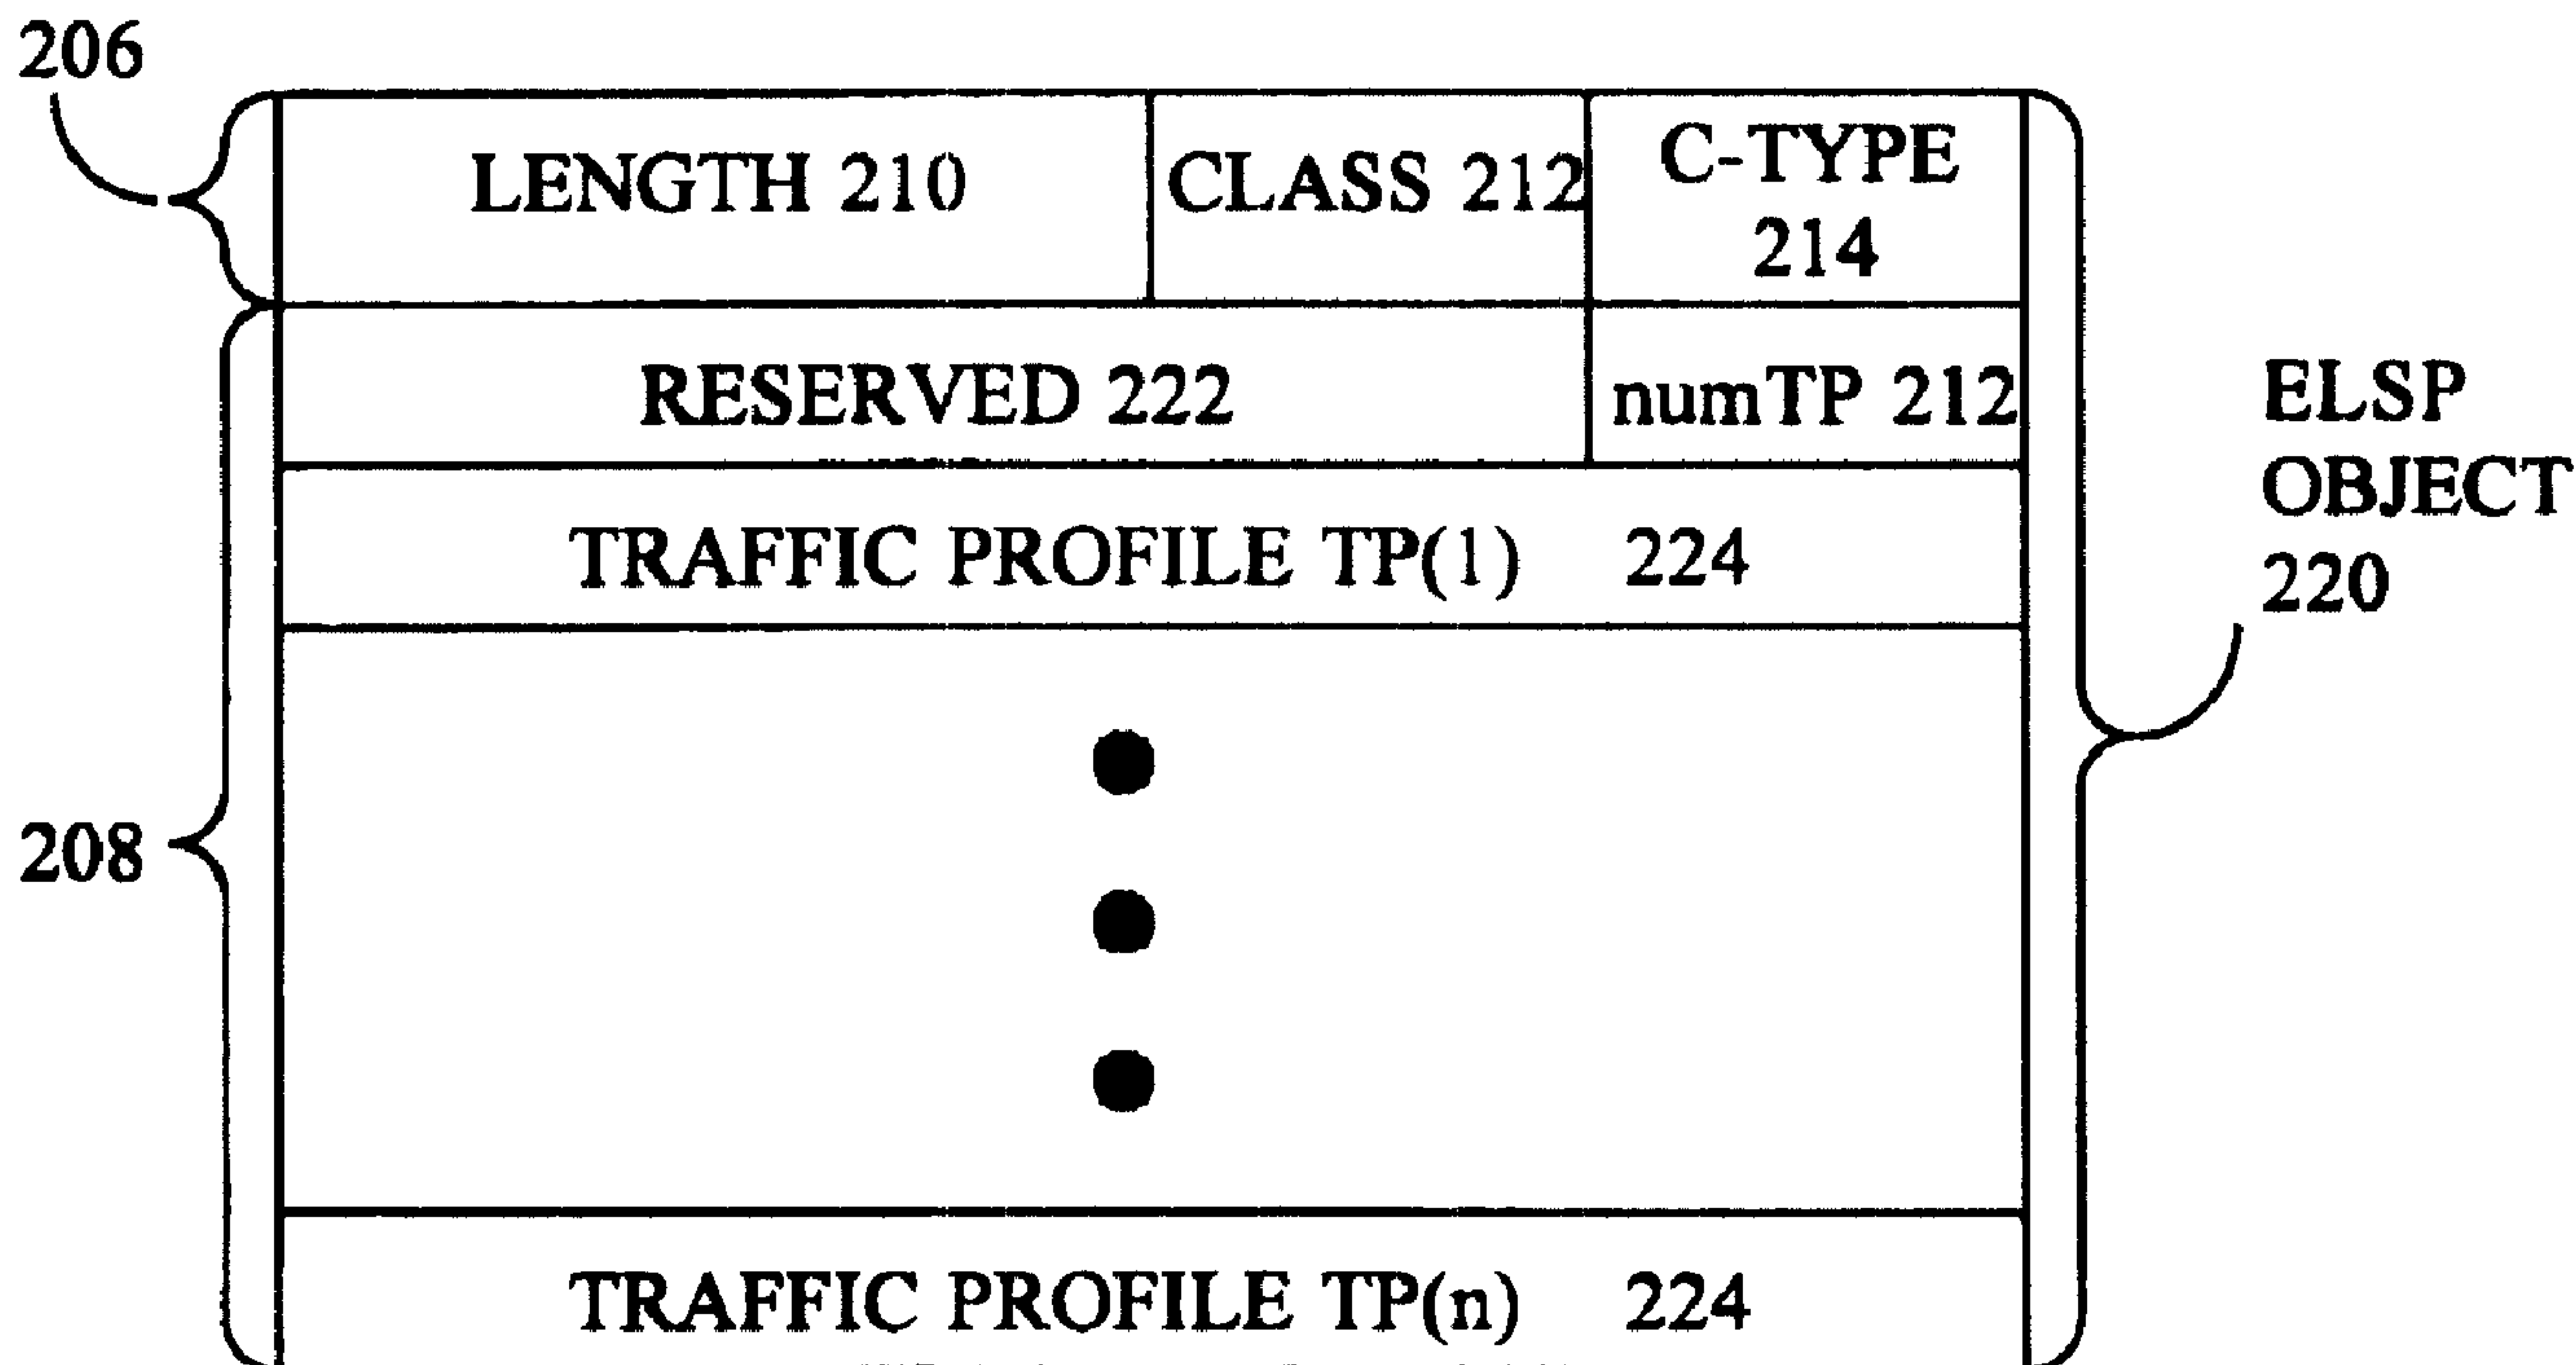 206
LENGTH 210
CLASS 212
C-TYPE
214
RESERVED 222
numTP 212
TRAFFIC PROFILE TP(1) 224
ELSP
OBJECT
220
208
TRAFFIC PROFILE TP(n) 224